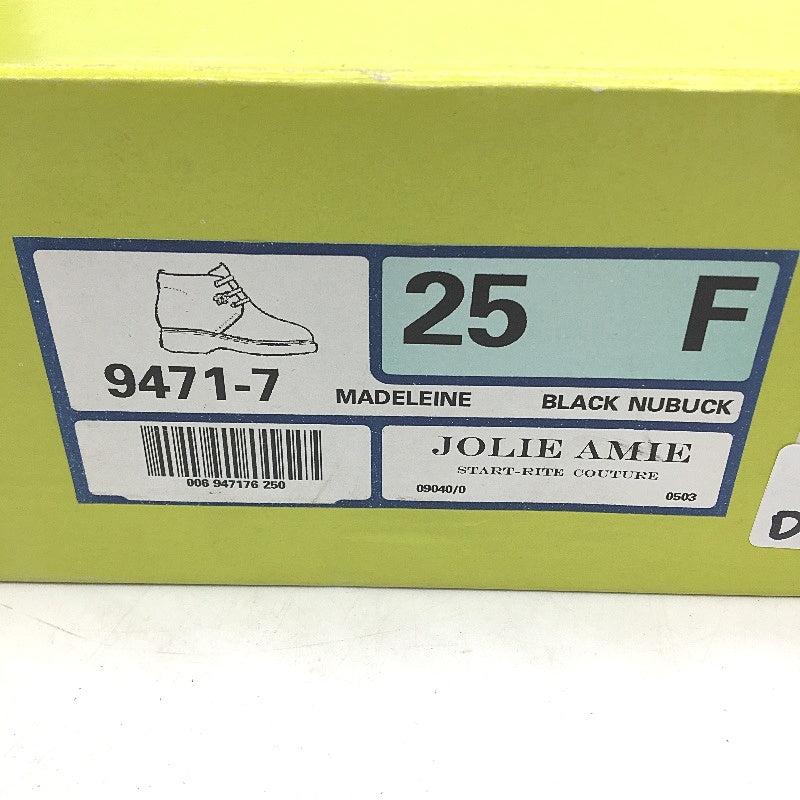 25 F
9471-7 MADELEINE BLACK NUBUCK
006 947176 250
JOLIE AMIE
START-RITE COUTURE
09040/0 0503
D